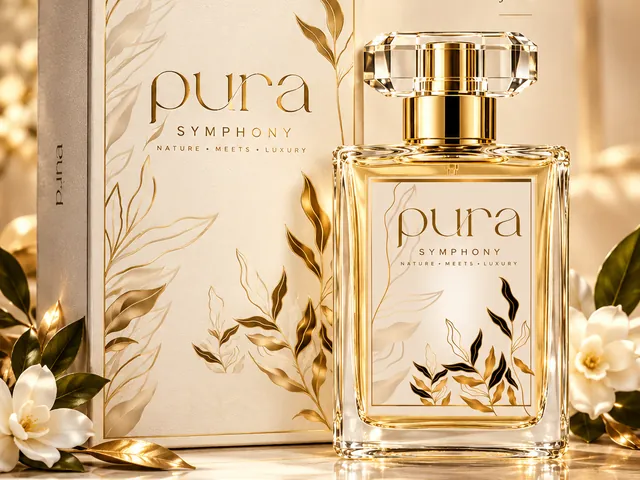 pura
SYMPHONY
NATURE • MEETS • LUXURY
pura
pura
SYMPHONY
NATURE • MEETS • LUXURY